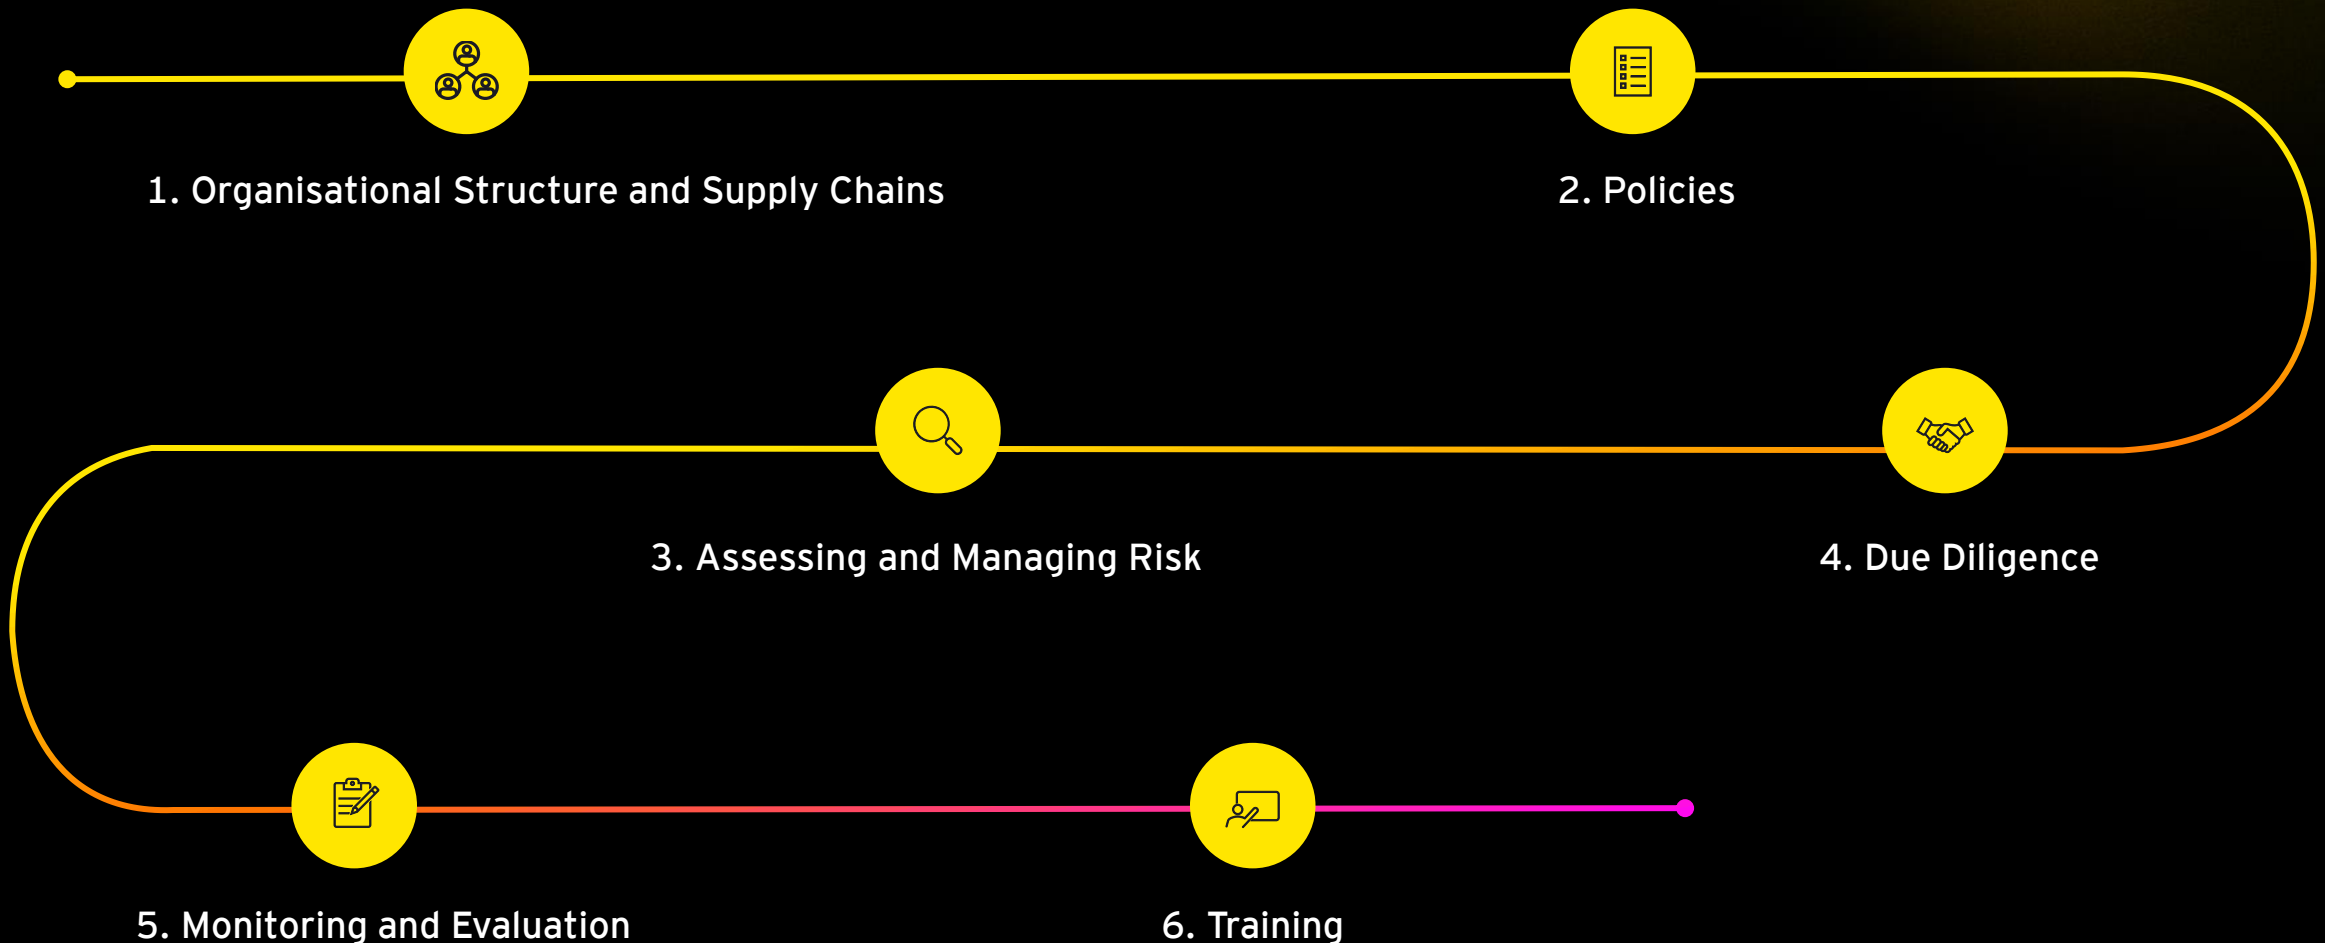 1. Organisational Structure and Supply Chains
2. Policies
3. Assessing and Managing Risk
4. Due Diligence
5. Monitoring and Evaluation
6. Training